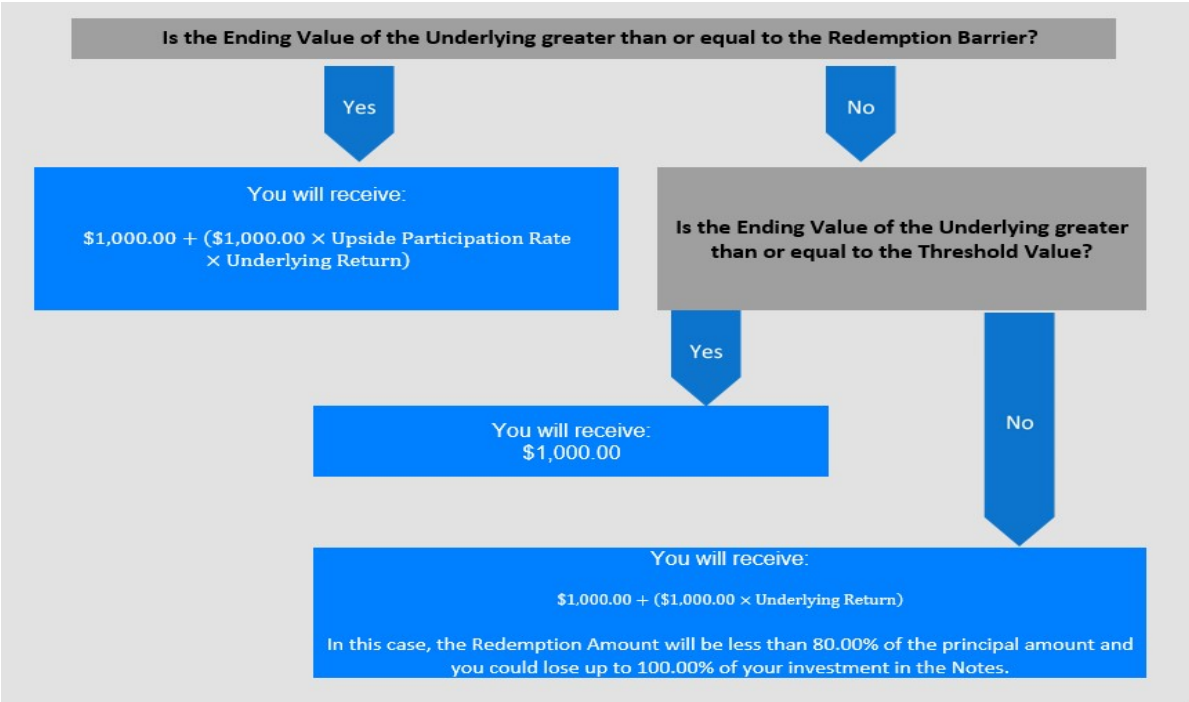 Is the Ending Value of the Underlying greater than or equal to the Redemption Barrier?
Yes
No
You will receive:
$1,000.00 + ($1,000.00 × Upside Participation Rate
× Underlying Return)
Is the Ending Value of the Underlying greater
than or equal to the Threshold Value?
Yes
No
You will receive:
$1,000.00
You will receive:
$1,000.00 + ($1,000.00 × Underlying Return)
In this case, the Redemption Amount will be less than 80.00% of the principal amount and
you could lose up to 100.00% of your investment in the Notes.